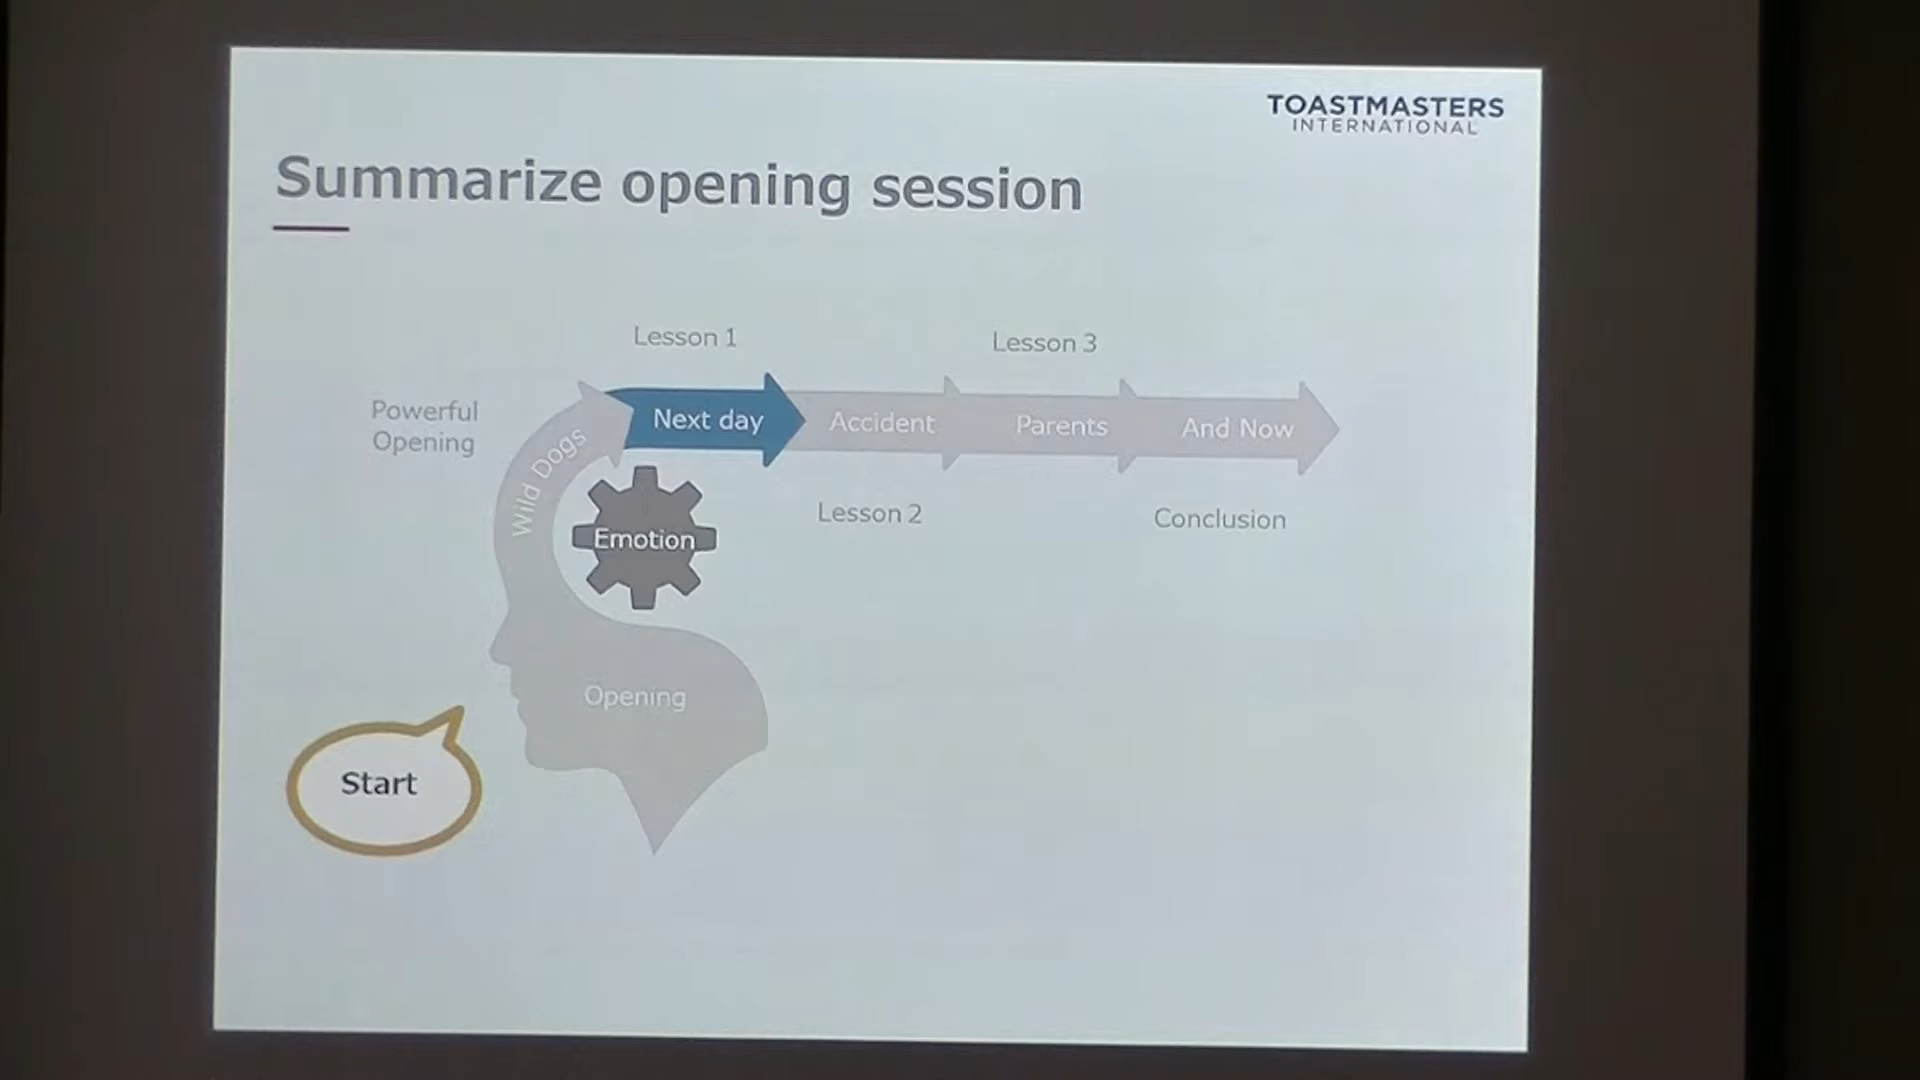 TOASTMASTERS
INTERNATIONAL
Summarize opening session
Lesson 1
Lesson 3
Powerful
Opening
Wild Dogs
Next day
Accident
Parents
And Now
Emotion
Lesson 2
Conclusion
Opening
Start